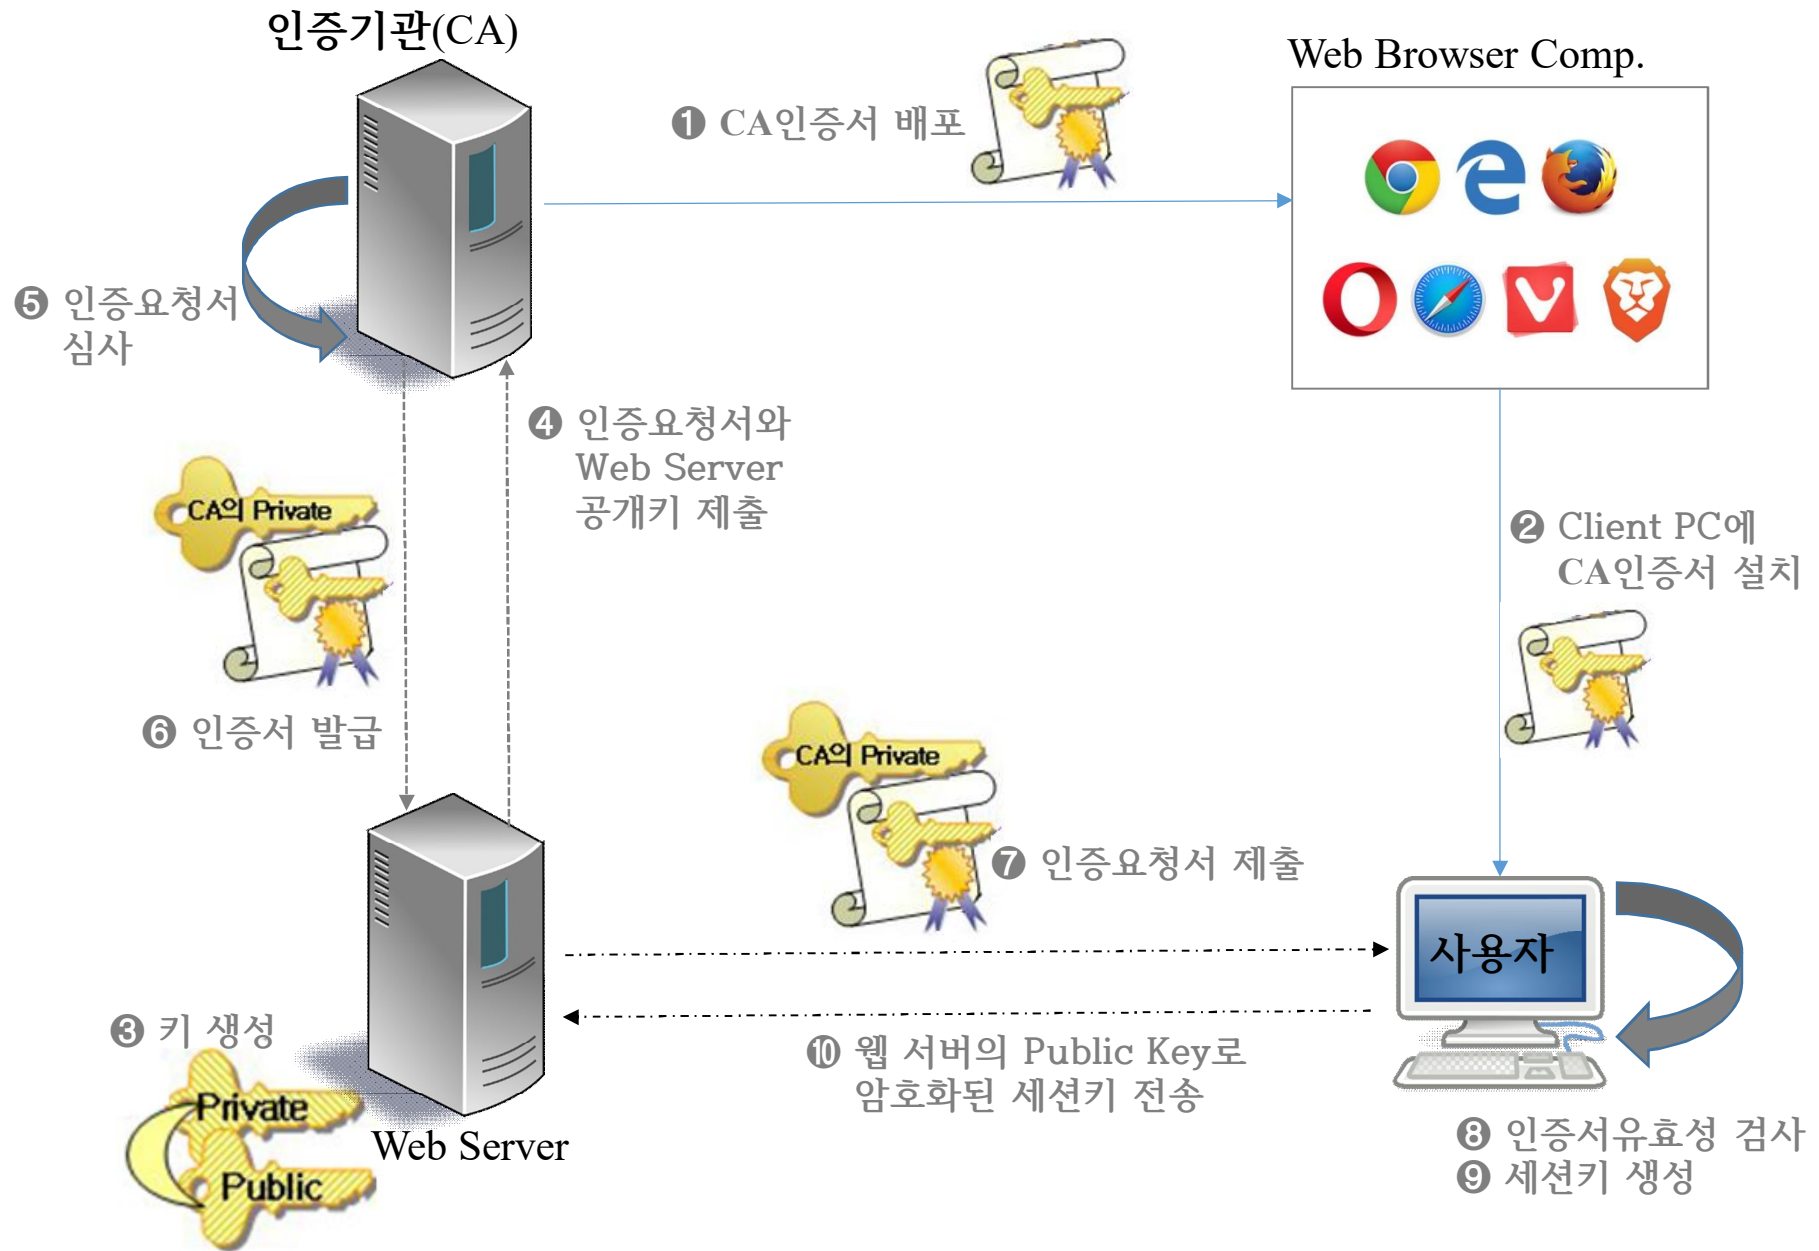 인증기관(CA)
Web Browser Comp.
❶ CA인증서 배포
❺ 인증요청서
심사
❹ 인증요청서와
Web Server
공개키 제출
CA의 Private
❷ Client PC에
CA인증서 설치
❻ 인증서 발급
CA의 Private
❼ 인증요청서 제출
사용자
❸ 키 생성
Private
Public
Web Server
❿ 웹 서버의 Public Key로
암호화된 세션키 전송
❽ 인증서유효성 검사
❾ 세션키 생성